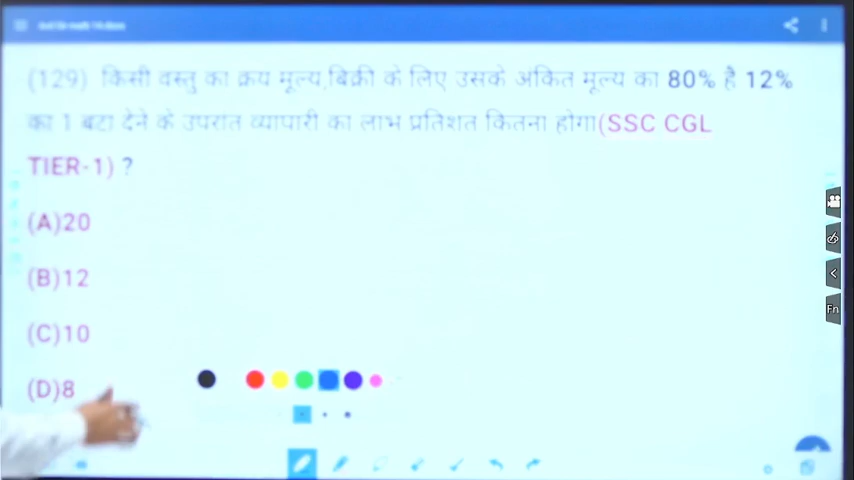 (129) किसी वस्तु का क्रय मूल्य,बिक्री के लिए उसके अंकित मूल्य का 80% है 12%
का 1 बटा देने के उपरांत व्यापारी का लाभ प्रतिशत कितना होगा(SSC CGL
TIER-1) ?
(A)20
(B)12
(C)10
(D)8
Fn